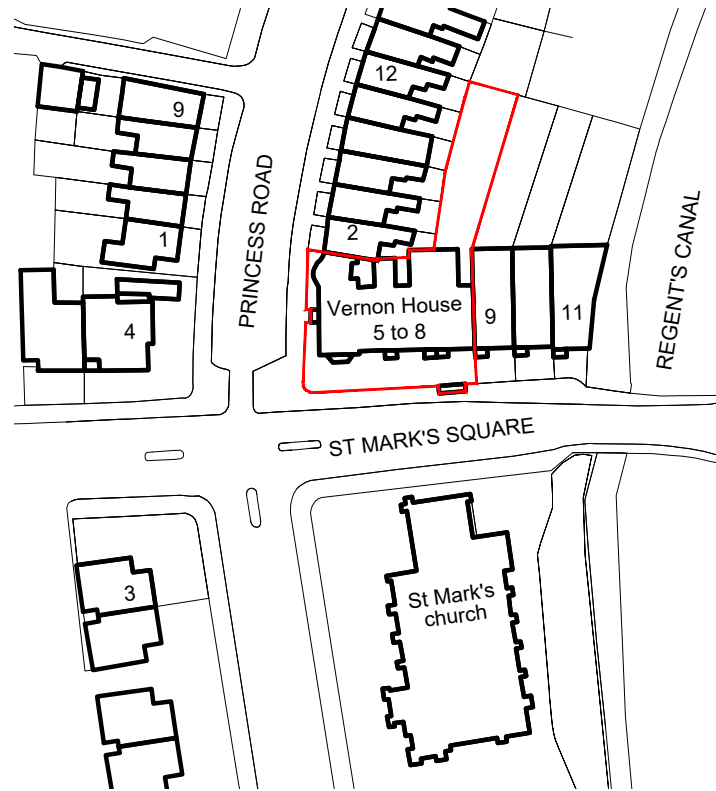 12
9
PRINCESS ROAD
REGENT'S CANAL
1
2
Vernon House
5 to 8
9
11
4
ST MARK'S SQUARE
3
St Mark's
church